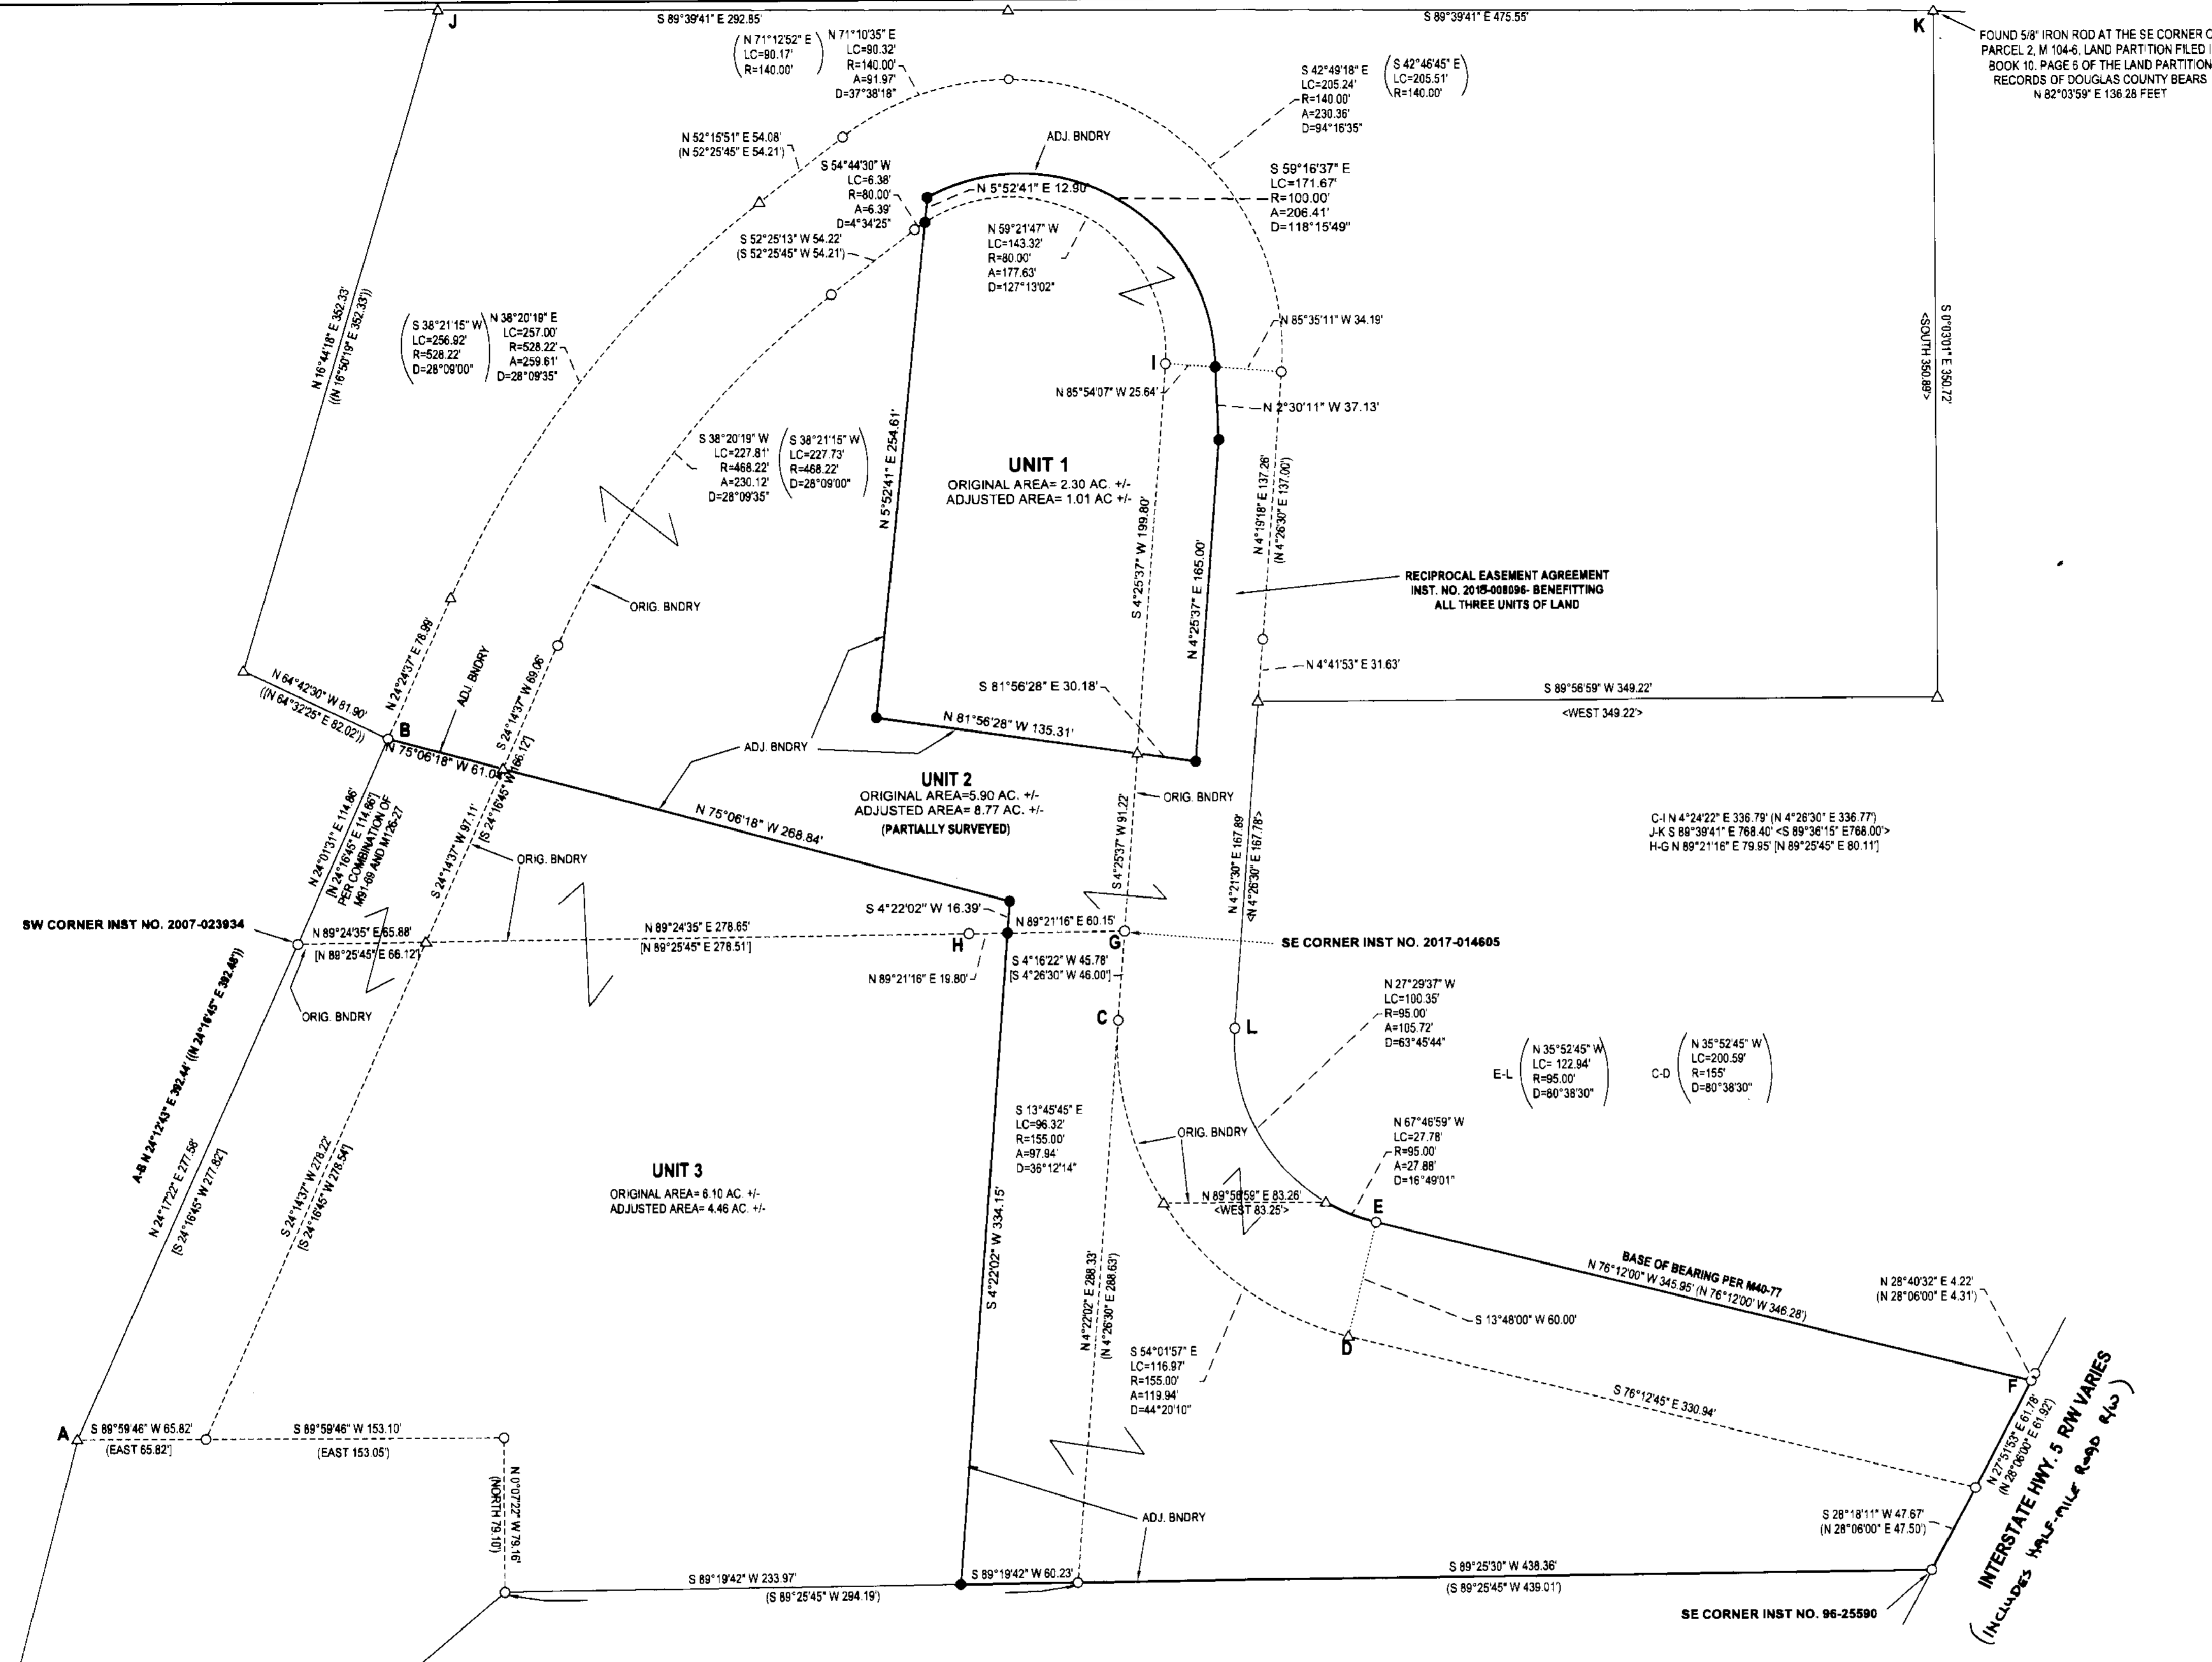 S 89°39'41" E 292.85'
S 89°39'41" E 475.55'
J
K
FOUND 5/8" IRON ROD AT THE SE CORNER
PARCEL 2, M 104-6, LAND PARTITION FILED
BOOK 10, PAGE 6 OF THE LAND PARTITION
RECORDS OF DOUGLAS COUNTY BEARS
N 82°03'59" E 136.28 FEET
(N 71°12'52" E
LC=90.17'
R=140.00')
N 71°10'35" E
LC=90.32'
R=140.00'
A=91.97'
D=37°38'18"
S 42°49'18" E
LC=205.24'
R=140.00'
A=230.36'
D=94°16'35"
(S 42°46'45" E
LC=205.51'
R=140.00')
N 52°15'51" E 54.08'
(N 52°25'45" E 54.21')
ADJ. BNDRY
S 54°44'30" W
LC=6.38'
R=80.00'
A=6.39'
D=4°34'25"
N 5°52'41" E 12.90'
S 59°16'37" E
LC=171.67'
R=100.00'
A=206.41'
D=118°15'49"
S 52°25'13" W 54.22'
(S 52°25'45" W 54.21')
N 59°21'47" W
LC=143.32'
R=80.00'
A=177.63'
D=127°13'02"
N 16°44'18" E 352.33'
((N 16°50'19" E 352.33'))
(S 38°21'15" W
LC=256.92'
R=528.22'
D=28°09'00")
N 38°20'19" E
LC=257.00'
R=528.22'
A=259.61'
D=28°09'35"
N 85°35'11" W 34.19'
I
N 85°54'07" W 25.64'
N 2°30'11" W 37.13'
S 0°03'01" E 350.72'
<SOUTH 350.89'>
S 38°20'19" W
LC=227.81'
R=468.22'
A=230.12'
D=28°09'35"
(S 38°21'15" W
LC=227.73'
R=468.22'
D=28°09'00")
N 5°52'41" E 254.61'
UNIT 1
ORIGINAL AREA= 2.30 AC. +/-
ADJUSTED AREA= 1.01 AC +/-
S 4°25'37" W 199.80'
N 4°25'37" E 165.00'
N 4°19'18" E 137.26'
(N 4°26'30" E 137.00')
RECIPROCAL EASEMENT AGREEMENT
INST. NO. 2015-008096- BENEFITTING
ALL THREE UNITS OF LAND
ORIG. BNDRY
N 24°24'37" E 78.99'
ADJ. BNDRY
S 24°14'37" W 69.06'
[S 24°16'45" W 166.12']
N 4°41'53" E 31.63'
N 64°42'30" W 81.90'
((N 64°32'25" E 82.02'))
S 81°56'28" E 30.18'
S 89°56'59" W 349.22'
<WEST 349.22'>
B
N 75°06'18" W
N 81°56'28" W 135.31'
ADJ. BNDRY
UNIT 2
ORIGINAL AREA=5.90 AC. +/-
ADJUSTED AREA= 8.77 AC. +/-
(PARTIALLY SURVEYED)
ORIG. BNDRY
N 75°06'18" W 268.84'
N 24°01'31" E 114.86'
[N 24°16'45" E 114.66']
PER COMBINATION OF
M91-69 AND M126-27
S 24°14'37" W 97.11'
ORIG. BNDRY
S 4°25'37" W 91.22'
N 4°21'30" E 167.89'
<N 4°26'30" E 167.78'>
C-I N 4°24'22" E 336.79' (N 4°26'30" E 336.77')
J-K S 89°39'41" E 768.40' <S 89°36'15" E768.00'>
H-G N 89°21'16" E 79.95' [N 89°25'45" E 80.11']
SW CORNER INST NO. 2007-023934
N 89°24'35" E 65.88'
[N 89°25'45" E 66.12']
N 89°24'35" E 278.65'
[N 89°25'45" E 278.51']
S 4°22'02" W 16.39'
N 89°21'16" E 60.15'
H
G
SE CORNER INST NO. 2017-014605
N 89°21'16" E 19.80'
S 4°16'22" W 45.78'
[S 4°26'30" W 46.00']
ORIG. BNDRY
C
L
N 27°29'37" W
LC=100.35'
R=95.00'
A=105.72'
D=63°45'44"
E-L
(N 35°52'45" W
LC= 122.94'
R=95.00'
D=80°38'30")
C-D
(N 35°52'45" W
LC=200.59'
R=155'
D=80°38'30")
A-B N 24°12'43" E 392.44' ((N 24°16'45" E 392.48'))
N 24°17'22" E 277.58'
[S 24°16'45" W 277.82']
S 24°14'37" W 278.22'
[S 24°16'45" W 278.54']
UNIT 3
ORIGINAL AREA= 6.10 AC. +/-
ADJUSTED AREA= 4.46 AC. +/-
S 13°45'45" E
LC=96.32'
R=155.00'
A=97.94'
D=36°12'14"
ORIG. BNDRY
N 67°46'59" W
LC=27.78'
R=95.00'
A=27.88'
D=16°49'01"
N 89°56'59" E 83.26'
<WEST 83.25'>
E
S 4°22'02" W 334.15'
N 4°22'02" E 288.33'
(N 4°26'30" E 288.63')
BASE OF BEARING PER M40-77
N 76°12'00" W 345.95' (N 76°12'00' W 346.28')
N 28°40'32" E 4.22'
(N 28°06'00" E 4.31')
S 13°48'00" W 60.00'
D
S 54°01'57" E
LC=116.97'
R=155.00'
A=119.94'
D=44°20'10"
S 76°12'45" E 330.94'
F
N 27°51'53" E 61.78'
(N 28°06'00" E 61.92')
INTERSTATE HWY. 5 R/W VARIES
(INCLUDES HALF-MILE ROAD R/W)
A
S 89°59'46" W 65.82'
(EAST 65.82']
S 89°59'46" W 153.10'
(EAST 153.05')
N 0°07'22" W 79.16'
(NORTH 79.10')
ADJ. BNDRY
S 28°18'11" W 47.67'
(N 28°06'00" E 47.50')
S 89°19'42" W 233.97'
(S 89°25'45" W 294.19')
S 89°19'42" W 60.23'
S 89°25'30" W 438.36'
(S 89°25'45" W 439.01')
SE CORNER INST NO. 96-25590